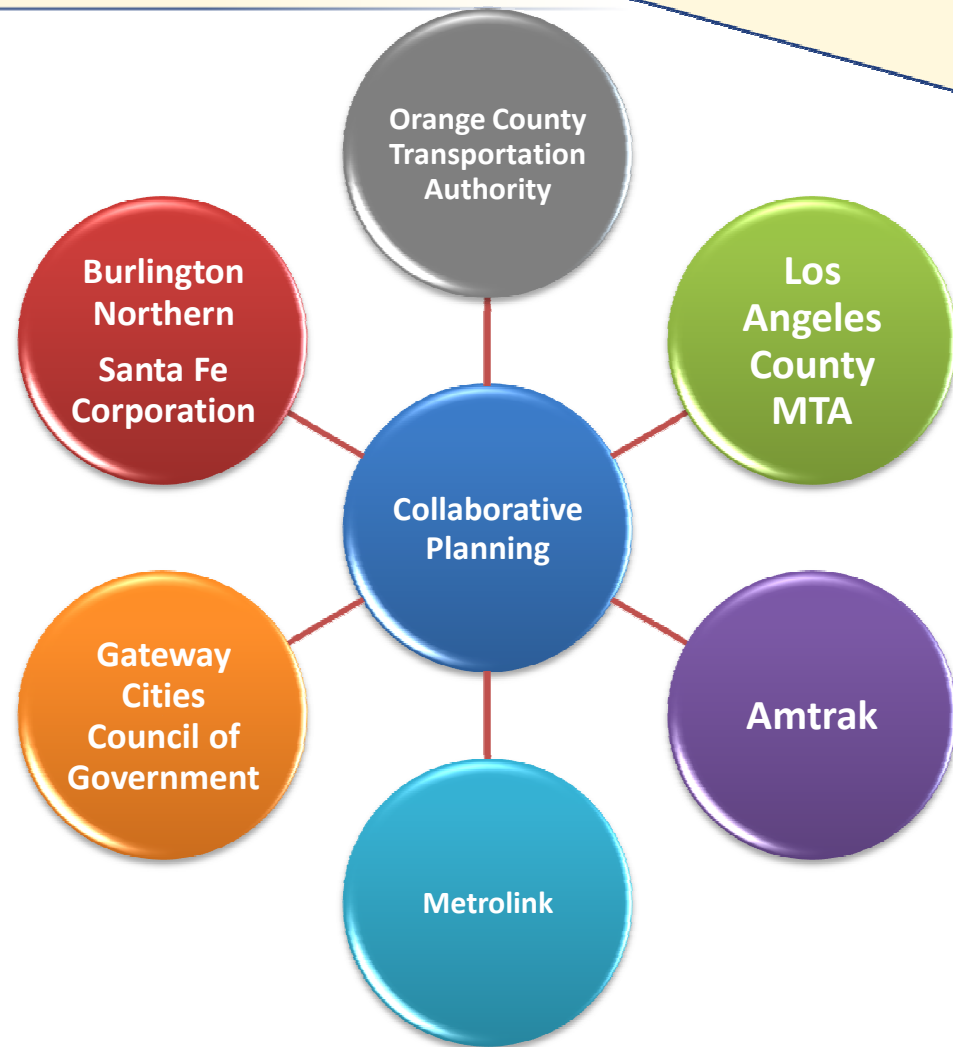 Orange County
Transportation
Authority
Burlington
Northern
Santa Fe
Corporation
Los
Angeles
County
MTA
Collaborative
Planning
Gateway
Cities
Council of
Government
Amtrak
Metrolink